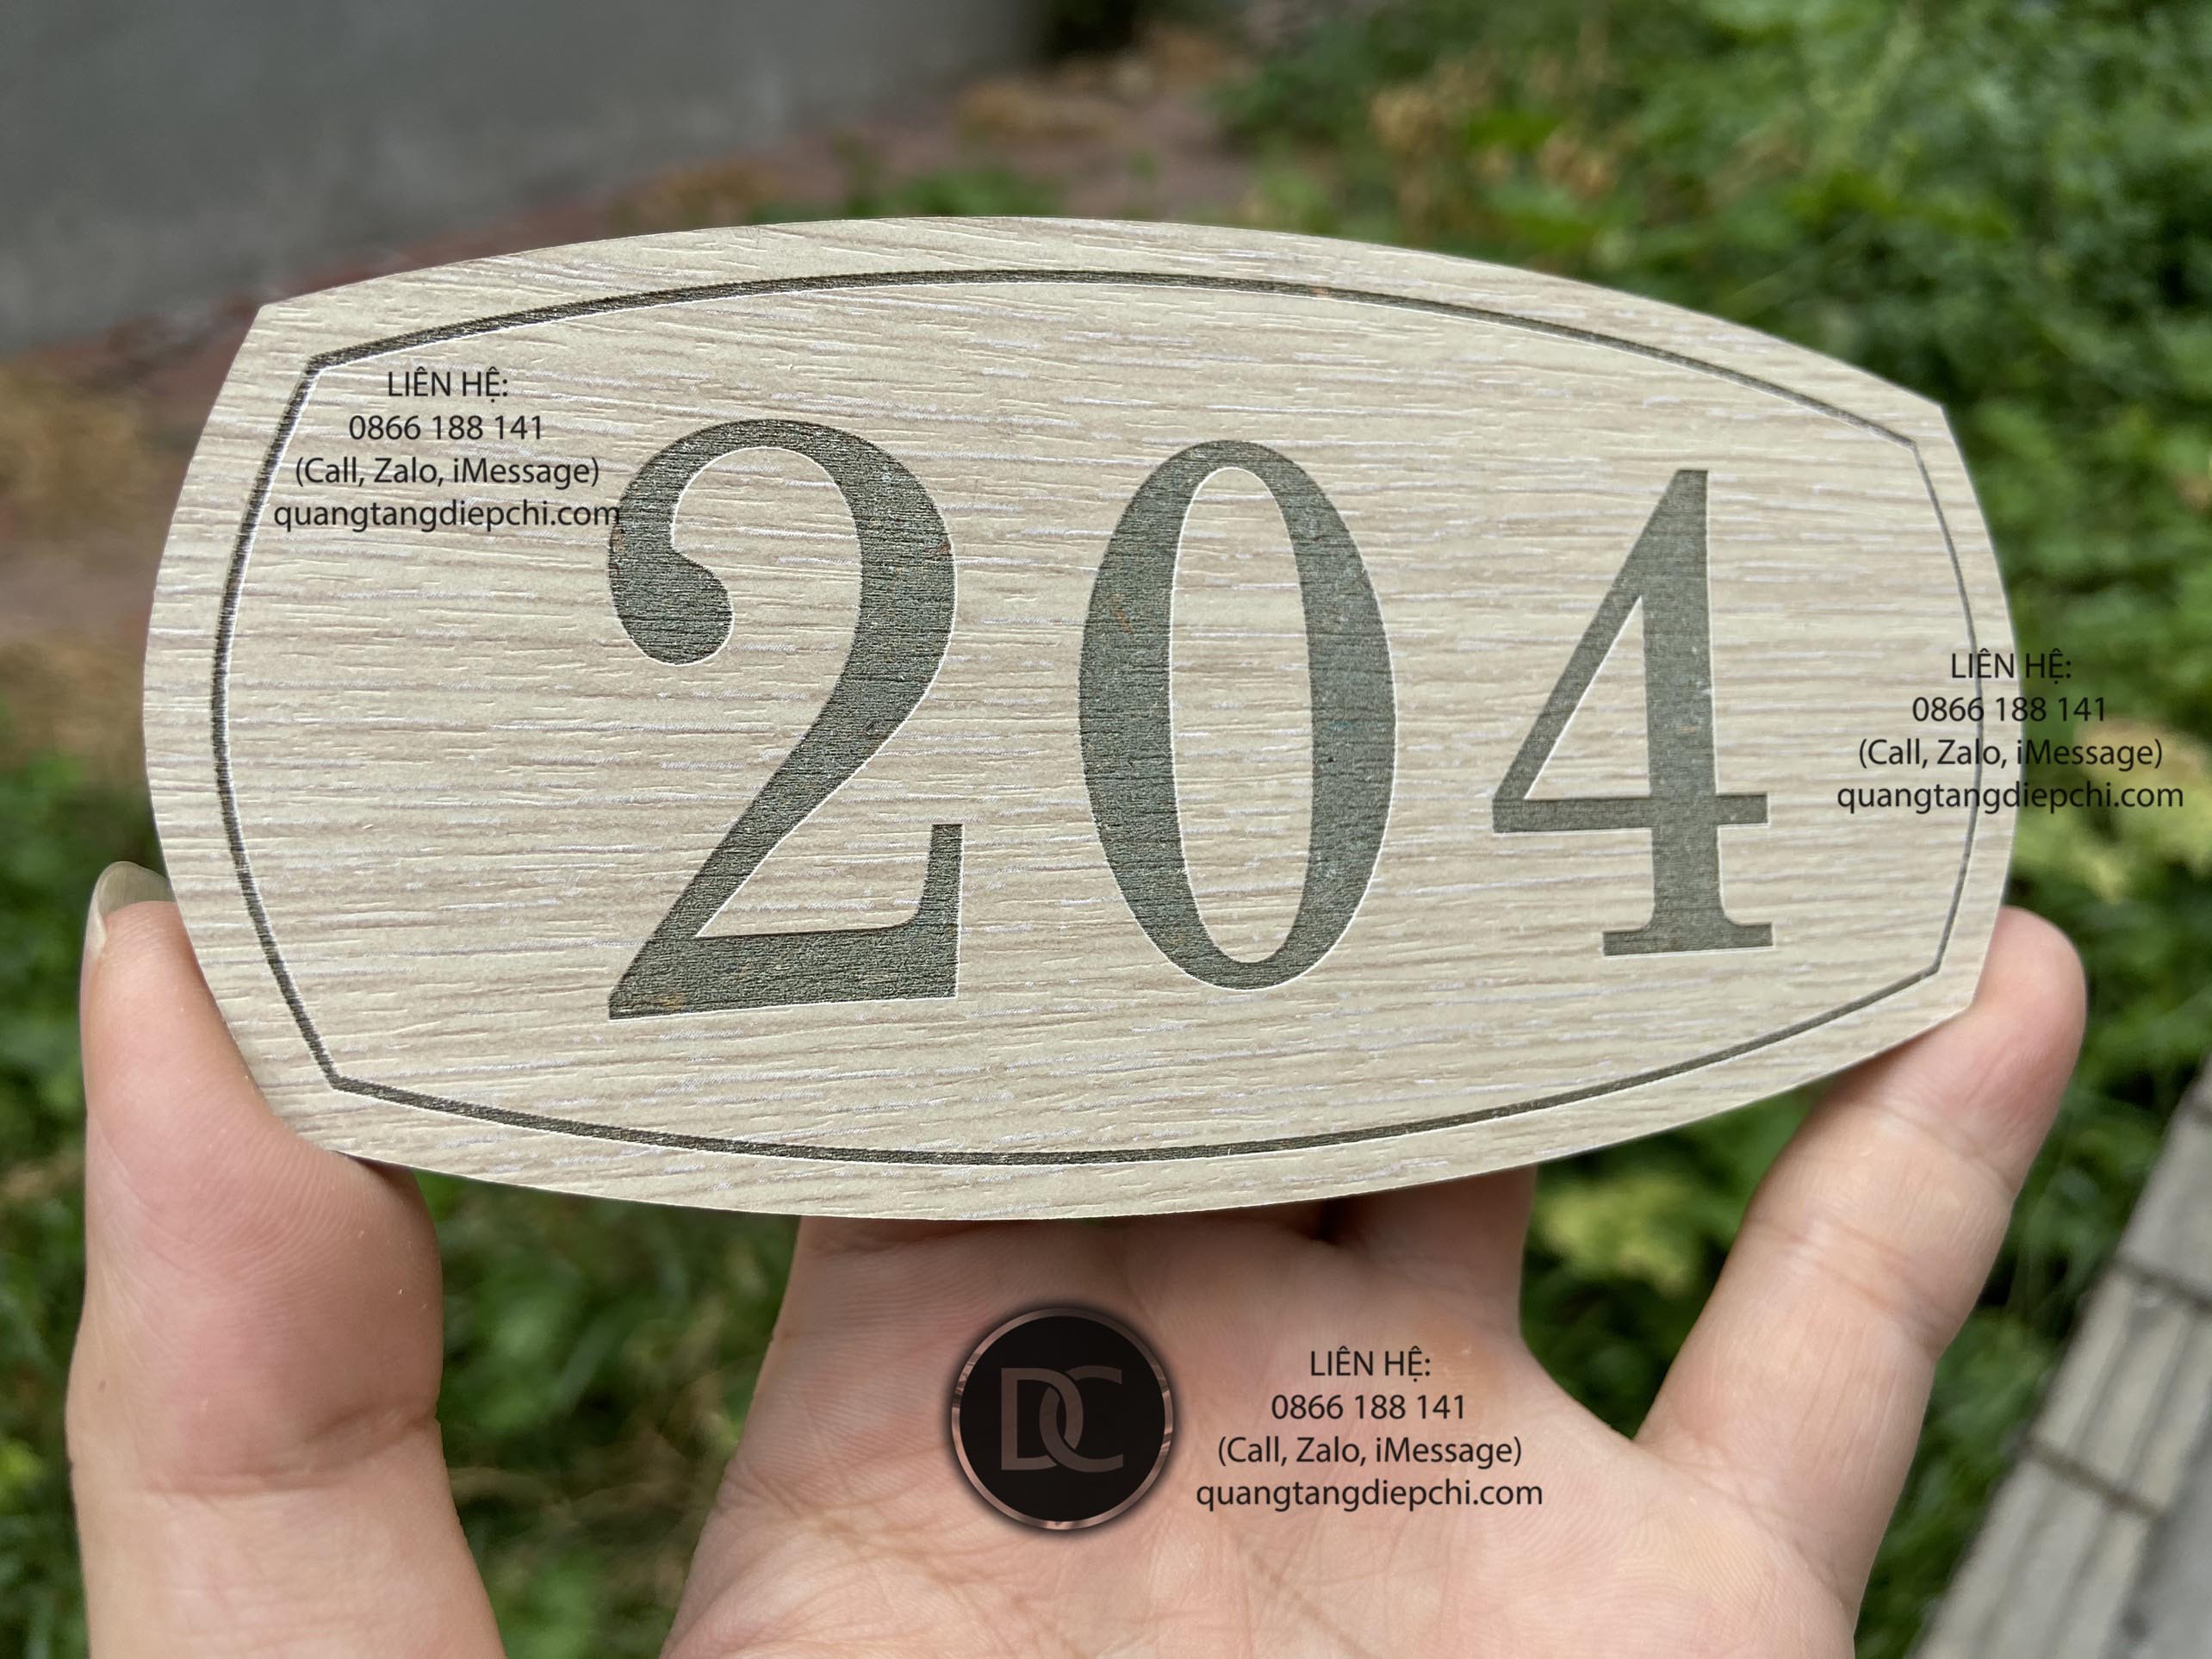 LIÊN HỆ:
0866 188 141
(Call, Zalo, iMessage)
quangtangdiepchi.com
204
LIÊN HỆ:
0866 188 141
(Call, Zalo, iMessage)
quangtangdiepchi.com
DC
LIÊN HỆ:
0866 188 141
(Call, Zalo, iMessage)
quangtangdiepchi.com